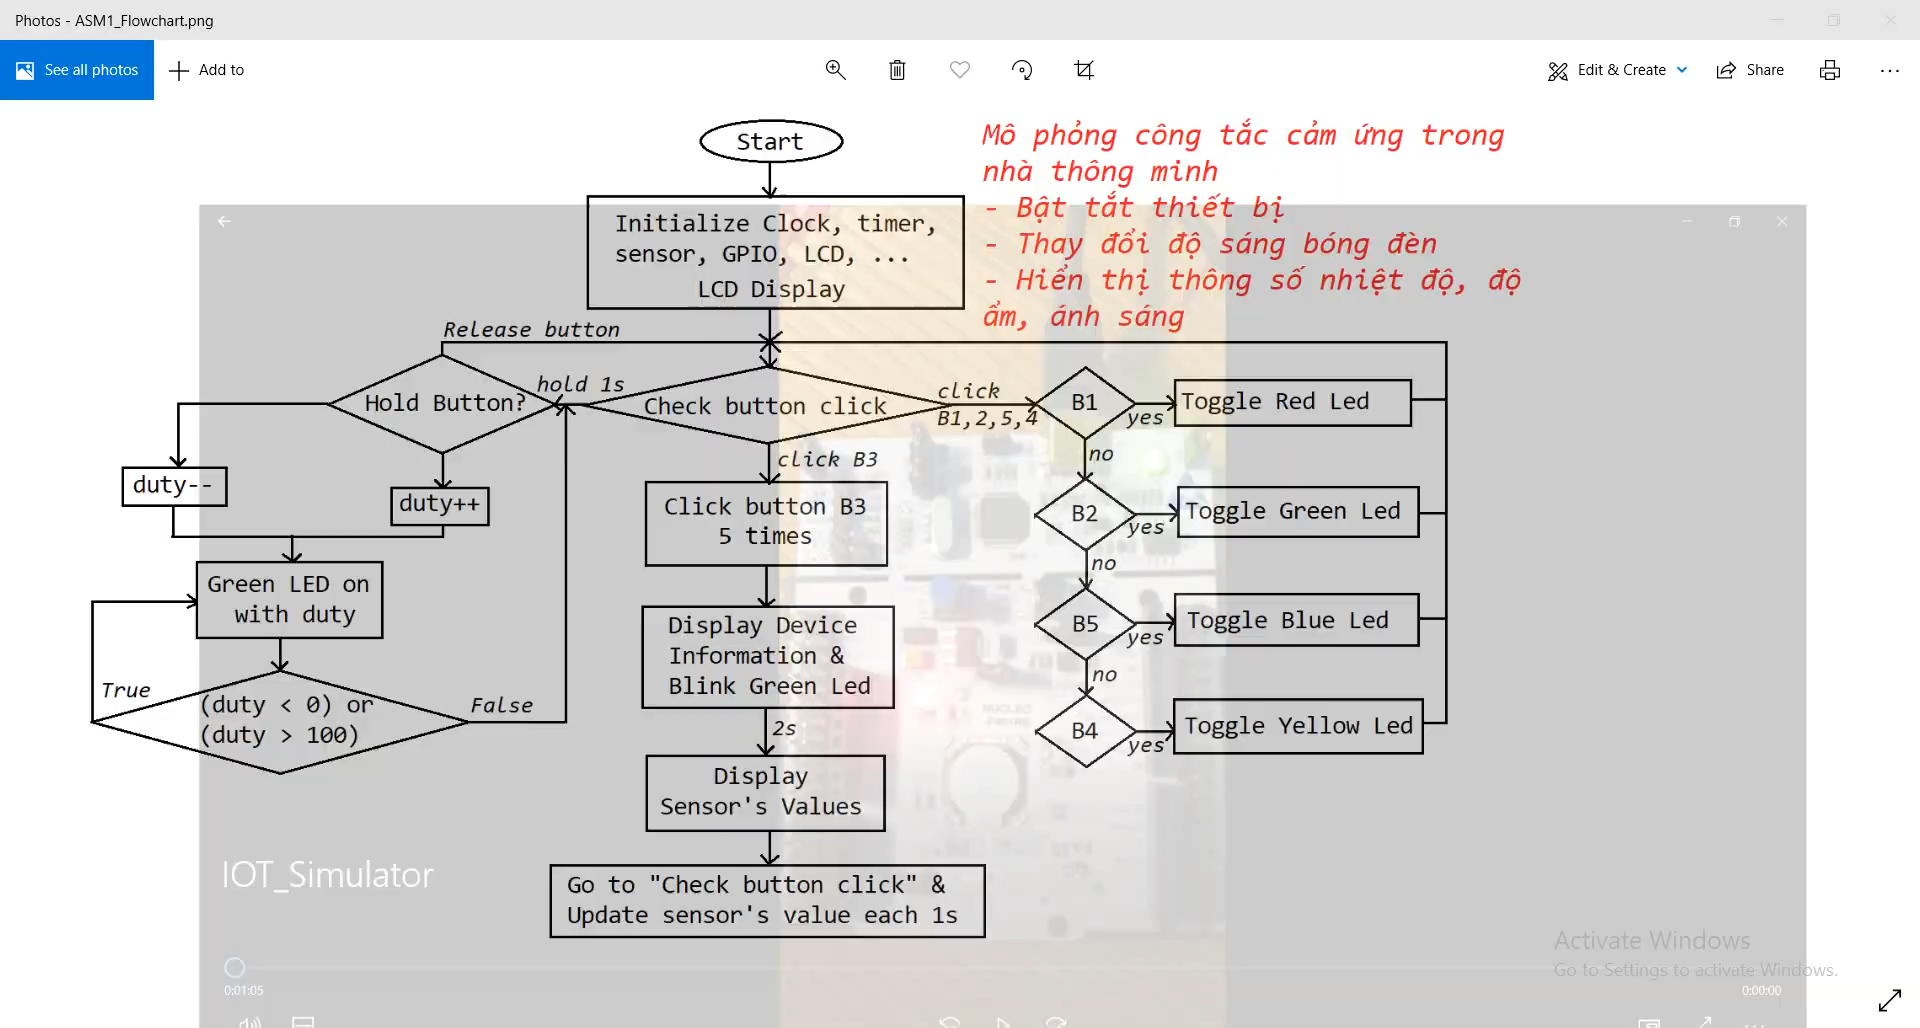 Photos - ASM1_Flowchart.png
See all photos
Add to
Edit & Create
Share
Start
Mô phỏng công tắc cảm ứng trong
nhà thông minh
- Bật tắt thiết bị
- Thay đổi độ sáng bóng đèn
- Hiển thị thông số nhiệt độ, độ
ẩm, ánh sáng
Initialize Clock, timer,
sensor, GPIO, LCD, ...
LCD Display
Release button
Hold Button?
hold 1s
Check button click
click
B1,2,5,4
B1
yes
Toggle Red Led
no
click B3
duty--
duty++
Click button B3
5 times
B2
yes
Toggle Green Led
no
Green LED on
with duty
Display Device
Information &
Blink Green Led
B5
yes
Toggle Blue Led
no
True
(duty < 0) or
(duty > 100)
False
2s
B4
yes
Toggle Yellow Led
Display
Sensor's Values
Go to "Check button click" &
Update sensor's value each 1s
IOT_Simulator
NUCLEO
Activate Windows
Go to Settings to activate Windows.
0:01:05
0:00:00